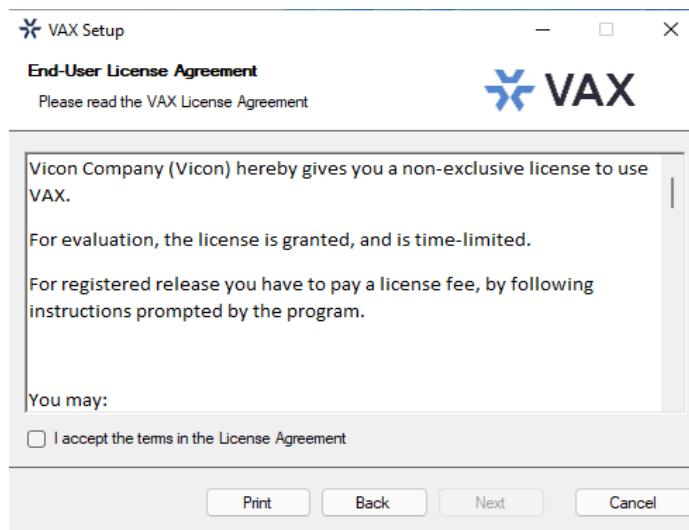 VAX Setup
End-User License Agreement
Please read the VAX License Agreement
VAX
Vicon Company (Vicon) hereby gives you a non-exclusive license to use
VAX.
For evaluation, the license is granted, and is time-limited.
For registered release you have to pay a license fee, by following
instructions prompted by the program.
You may:
I accept the terms in the License Agreement
Print
Back
Next
Cancel